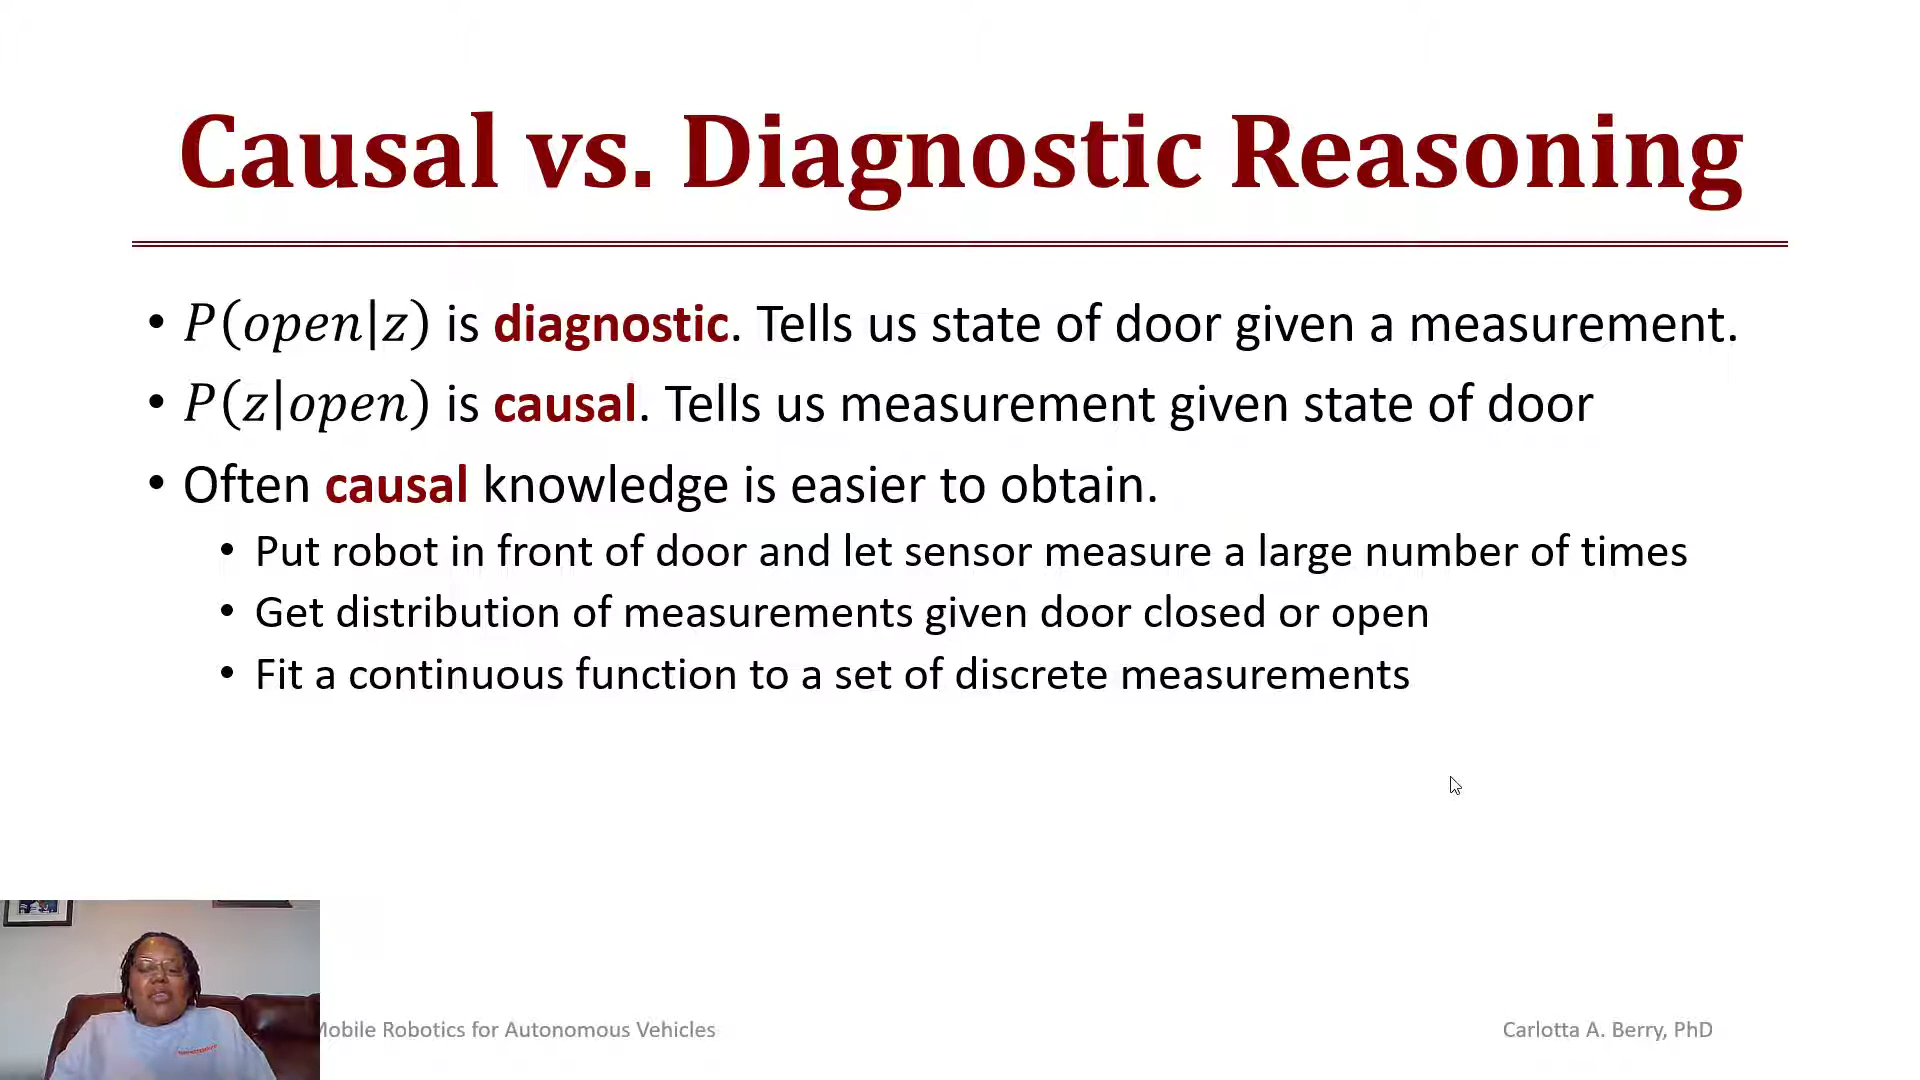 Causal vs. Diagnostic Reasoning
• P(open|z) is diagnostic. Tells us state of door given a measurement.
• P(z|open) is causal. Tells us measurement given state of door
• Often causal knowledge is easier to obtain.
• Put robot in front of door and let sensor measure a large number of times
• Get distribution of measurements given door closed or open
• Fit a continuous function to a set of discrete measurements
Mobile Robotics for Autonomous Vehicles
Carlotta A. Berry, PhD